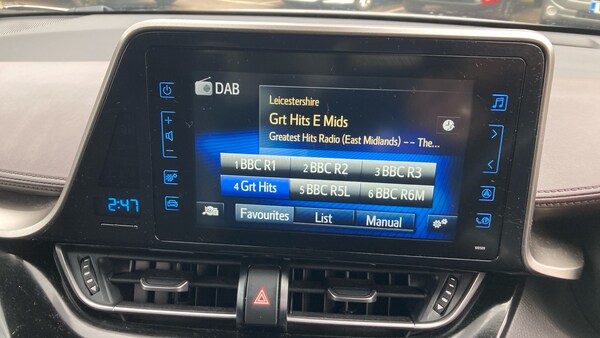 DAB
Leicestershire
Grt Hits E Mids
Greatest Hits Radio (East Midlands) -- The...
1 BBC R1 2 BBC R2 3 BBC R3
4 Grt Hits 5 BBC R5L 6 BBC R6M
Favourites List Manual
2:47